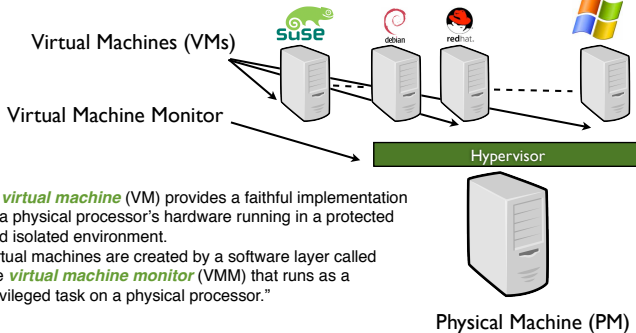 SUSE
debian
redhat.
Virtual Machines (VMs)
Virtual Machine Monitor
Hypervisor
virtual machine (VM) provides a faithful implementation
a physical processor's hardware running in a protected
d isolated environment.
rtual machines are created by a software layer called
e virtual machine monitor (VMM) that runs as a
vileged task on a physical processor.”
Physical Machine (PM)